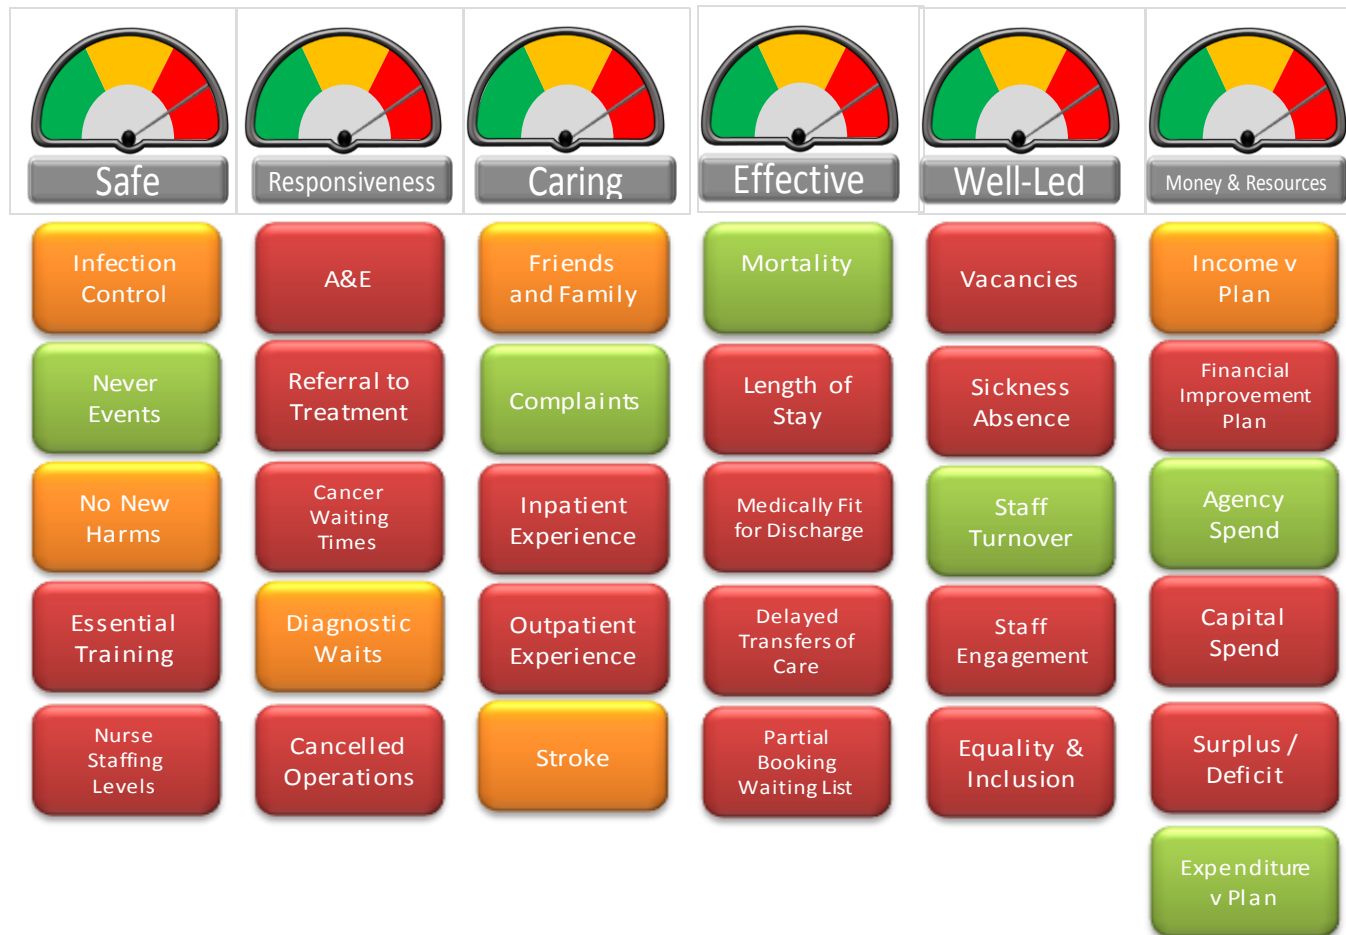 Safe
Responsiveness
Caring
Effective
Well-Led
Money & Resources
Infection
Control
Never
Events
No New
Harms
Essential
Training
Nurse
Staffing
Levels
A&E
Referral to
Treatment
Cancer
Waiting
Times
Diagnostic
Waits
Cancelled
Operations
Friends
and Family
Complaints
Inpatient
Experience
Outpatient
Experience
Stroke
Mortality
Length of
Stay
Medically Fit
for Discharge
Delayed
Transfers of
Care
Partial
Booking
Waiting List
Vacancies
Sickness
Absence
Staff
Turnover
Staff
Engagement
Equality &
Inclusion
Income v
Plan
Financial
Improvement
Plan
Agency
Spend
Capital
Spend
Surplus /
Deficit
Expenditure
v Plan